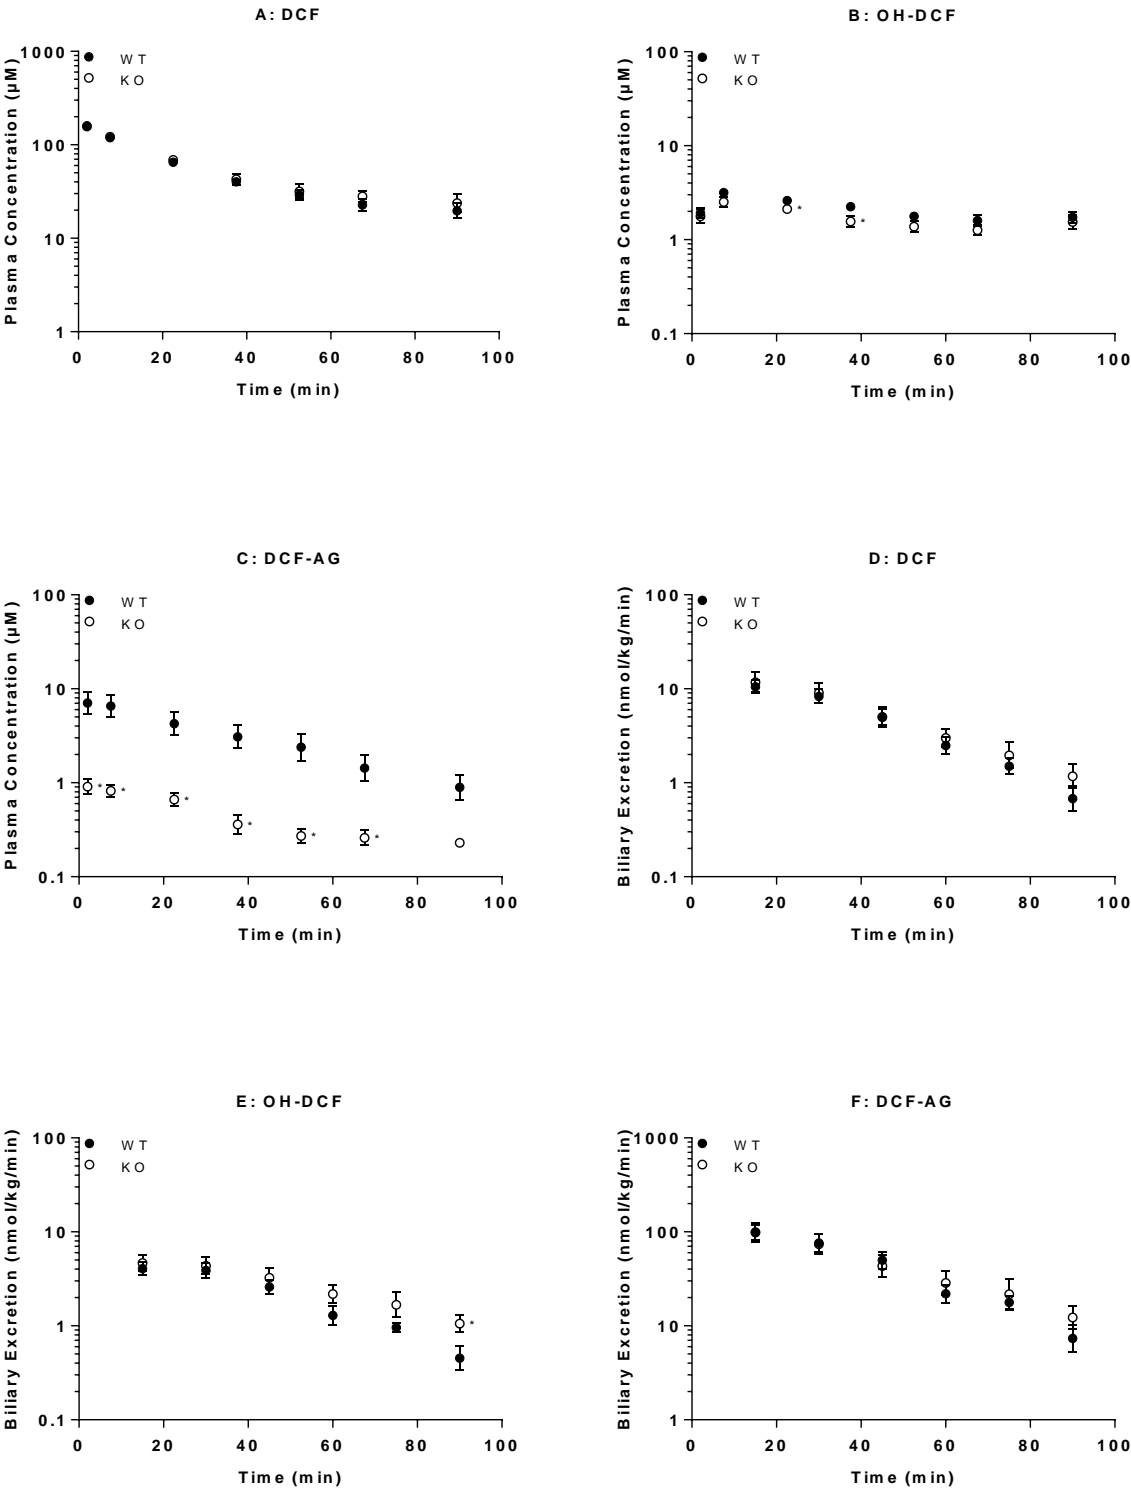 A: DCF
Plasma Concentration (µM)
1000
100
10
1
WT
KO
0 20 40 60 80 100
Time (min)
B: OH-DCF
Plasma Concentration (µM)
100
10
1
0.1
WT
KO
*
*
0 20 40 60 80 100
Time (min)
C: DCF-AG
Plasma Concentration (µM)
100
10
1
0.1
WT
KO
*
*
*
*
*
*
0 20 40 60 80 100
Time (min)
D: DCF
Biliary Excretion (nmol/kg/min)
100
10
1
0.1
WT
KO
0 20 40 60 80 100
Time (min)
E: OH-DCF
Biliary Excretion (nmol/kg/min)
100
10
1
0.1
WT
KO
*
0 20 40 60 80 100
Time (min)
F: DCF-AG
Biliary Excretion (nmol/kg/min)
1000
100
10
1
WT
KO
0 20 40 60 80 100
Time (min)